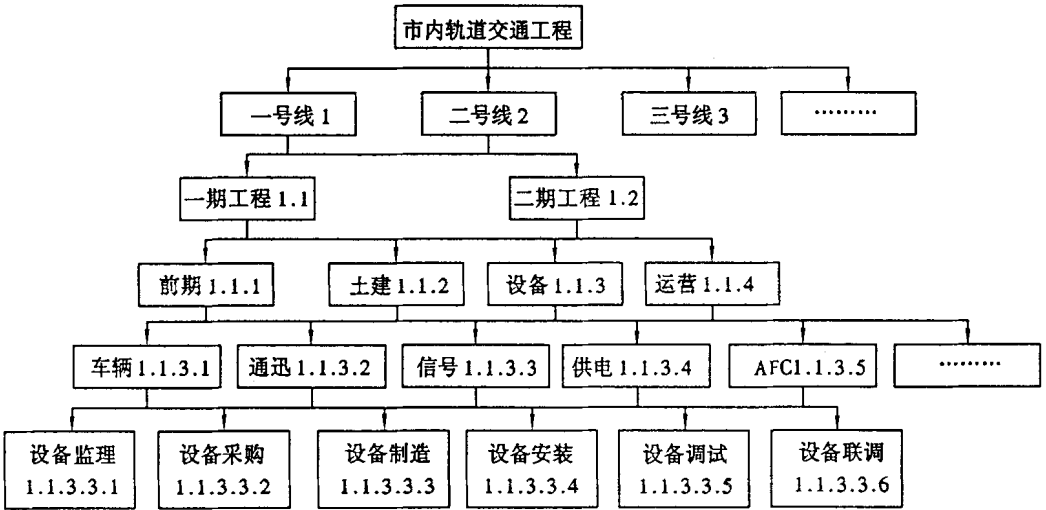 市内轨道交通工程
一号线 1
二号线 2
三号线 3
………
一期工程 1.1
二期工程 1.2
前期 1.1.1
土建 1.1.2
设备 1.1.3
运营 1.1.4
车辆 1.1.3.1
通迅 1.1.3.2
信号 1.1.3.3
供电 1.1.3.4
AFC1.1.3.5
………
设备监理
1.1.3.3.1
设备采购
1.1.3.3.2
设备制造
1.1.3.3.3
设备安装
1.1.3.3.4
设备调试
1.1.3.3.5
设备联调
1.1.3.3.6